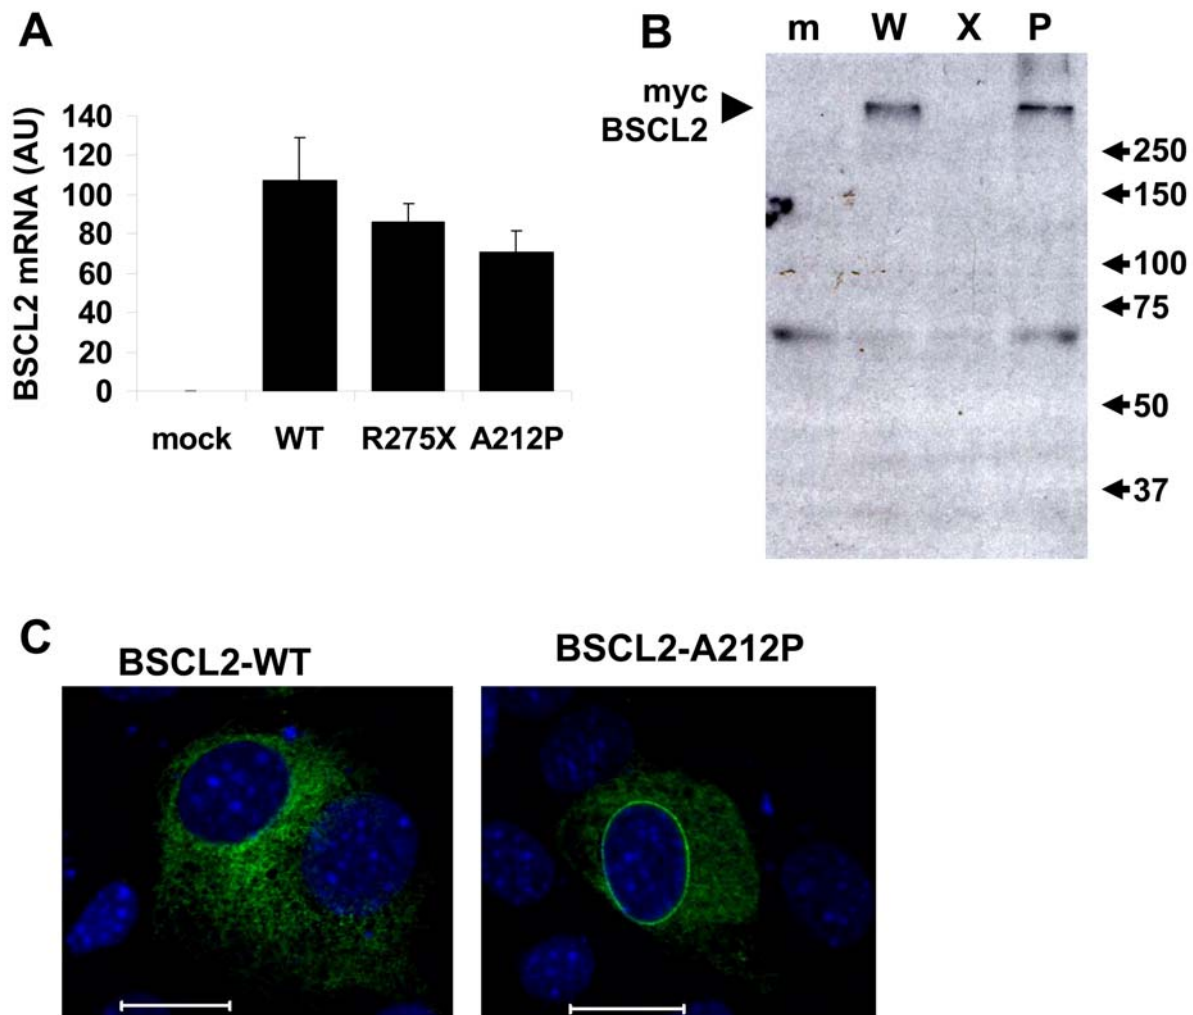 A
BSCL2 mRNA (AU)
140
120
100
80
60
40
20
0
mock WT R275X A212P
B
m W X P
myc
BSCL2
250
150
100
75
50
37
C
BSCL2-WT
BSCL2-A212P